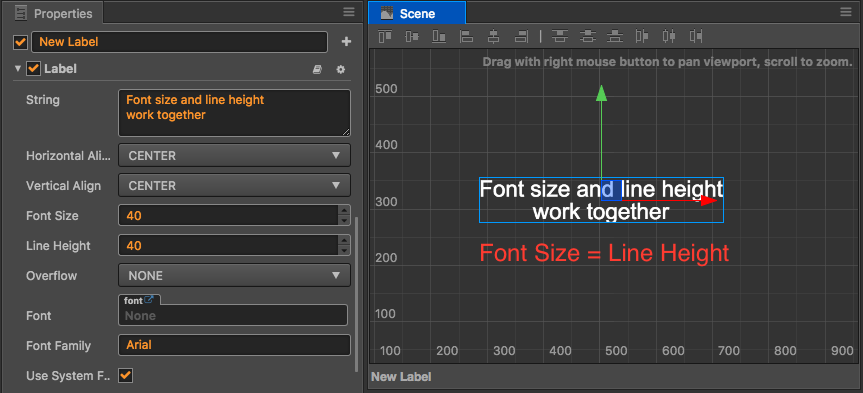 Properties
New Label
Label
String
Font size and line height
work together
Horizontal Ali...
CENTER
Vertical Align
CENTER
Font Size
40
Line Height
40
Overflow
NONE
font
Font
None
Font Family
Arial
Use System F..
Scene
Drag with right mouse button to pan viewport, scroll to zoom.
500
400
300
200
100
Font size and line height
work together
Font Size = Line Height
100 200 300 400 500 600 700 800 900
New Label